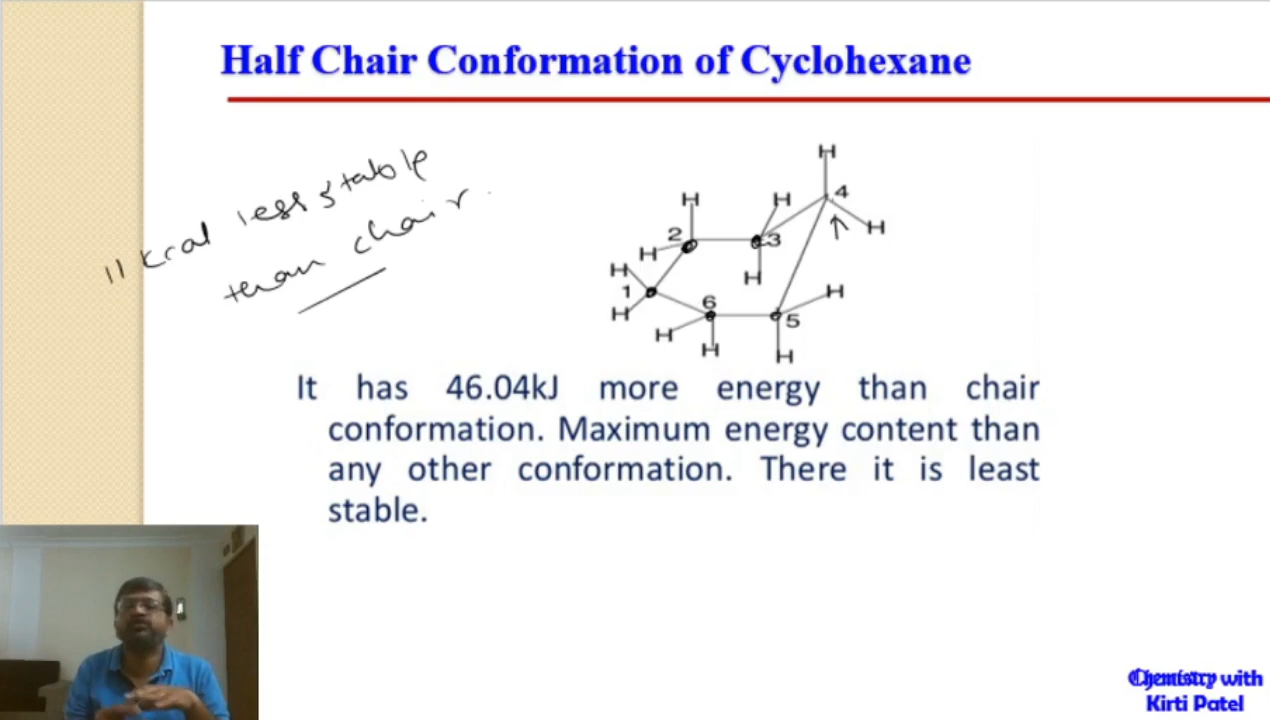 Half Chair Conformation of Cyclohexane
11 kcal less stable
than chair.
H
4
H
H
H
2
3
H
H
H
1
6
H
5
H
H
H
H
It has 46.04kJ more energy than chair
conformation. Maximum energy content than
any other conformation. There it is least
stable.
Chemistry with
Kirti Patel